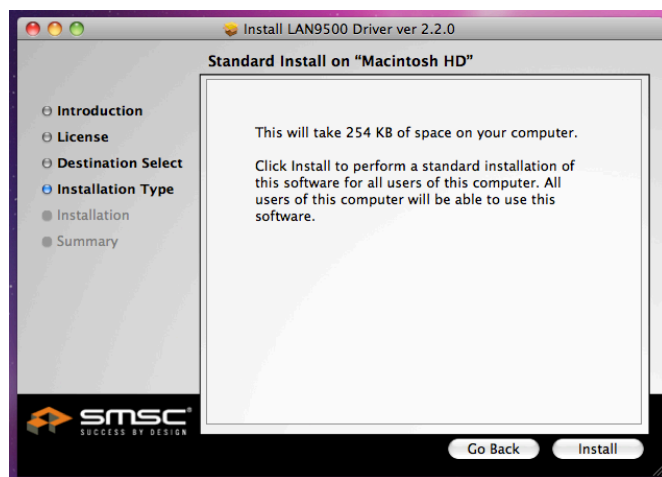 Install LAN9500 Driver ver 2.2.0
Standard Install on “Macintosh HD”
Introduction
License
Destination Select
Installation Type
Installation
Summary
This will take 254 KB of space on your computer.
Click Install to perform a standard installation of
this software for all users of this computer. All
users of this computer will be able to use this
software.
smsc®
SUCCESS BY DESIGN
Go Back
Install